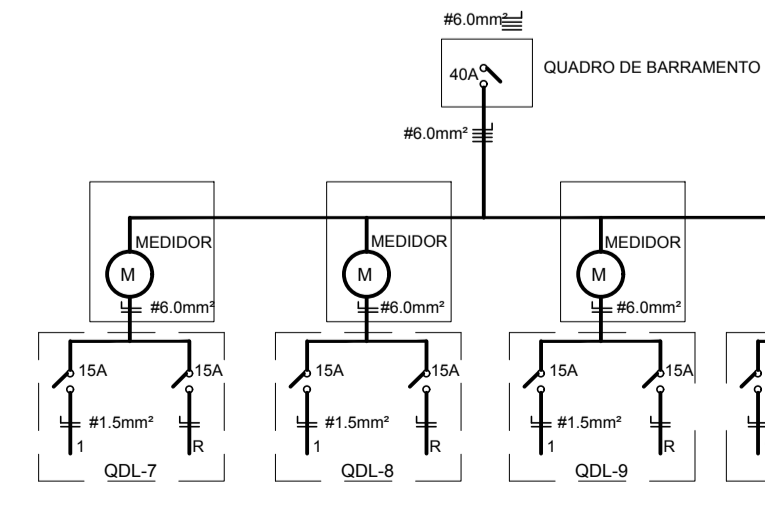 #6.0mm²
40A
QUADRO DE BARRAMENTO
#6.0mm²
MEDIDOR
MEDIDOR
MEDIDOR
M
M
M
#6.0mm²
#6.0mm²
#6.0mm²
15A
15A
15A
15A
15A
15A
#1.5mm²
#1.5mm²
#1.5mm²
1
R
1
R
1
R
QDL-7
QDL-8
QDL-9